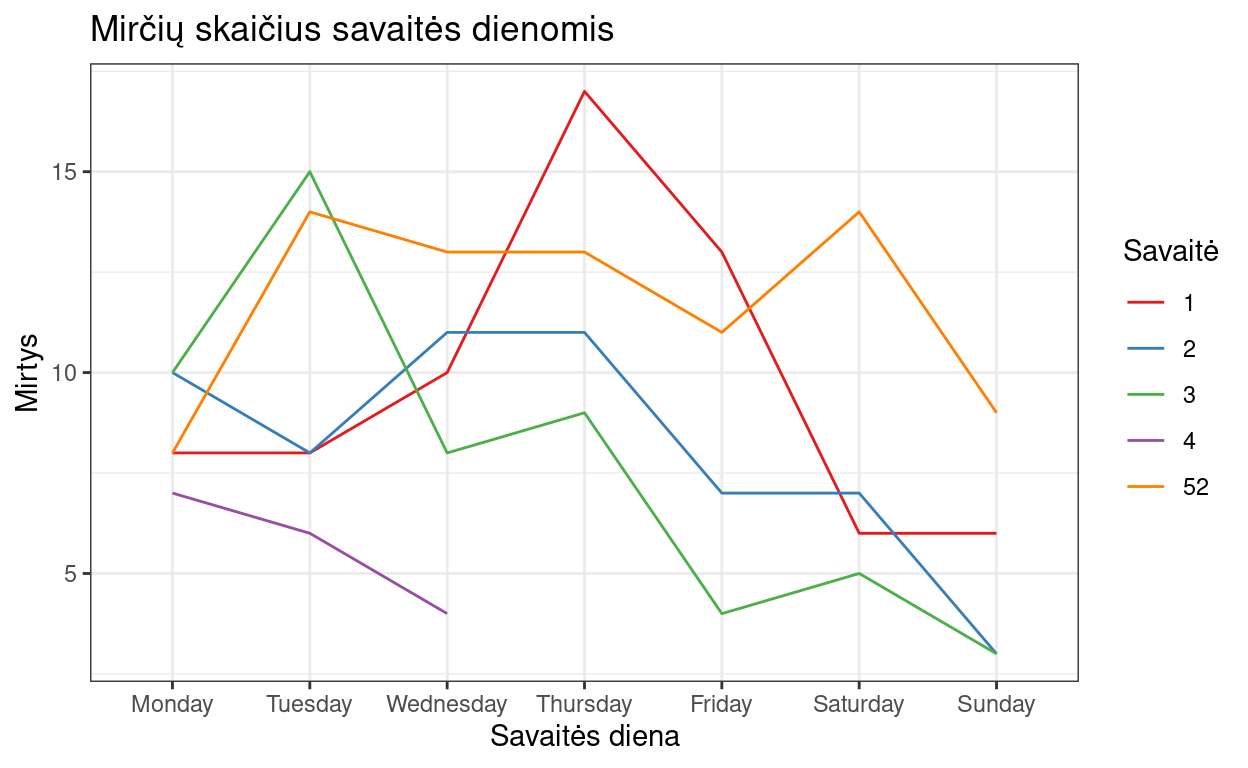 Mirčių skaičius savaitės dienomis
Mirtys
15
10
5
Monday Tuesday Wednesday Thursday Friday Saturday Sunday
Savaitės diena
Savaitė
1
2
3
4
52